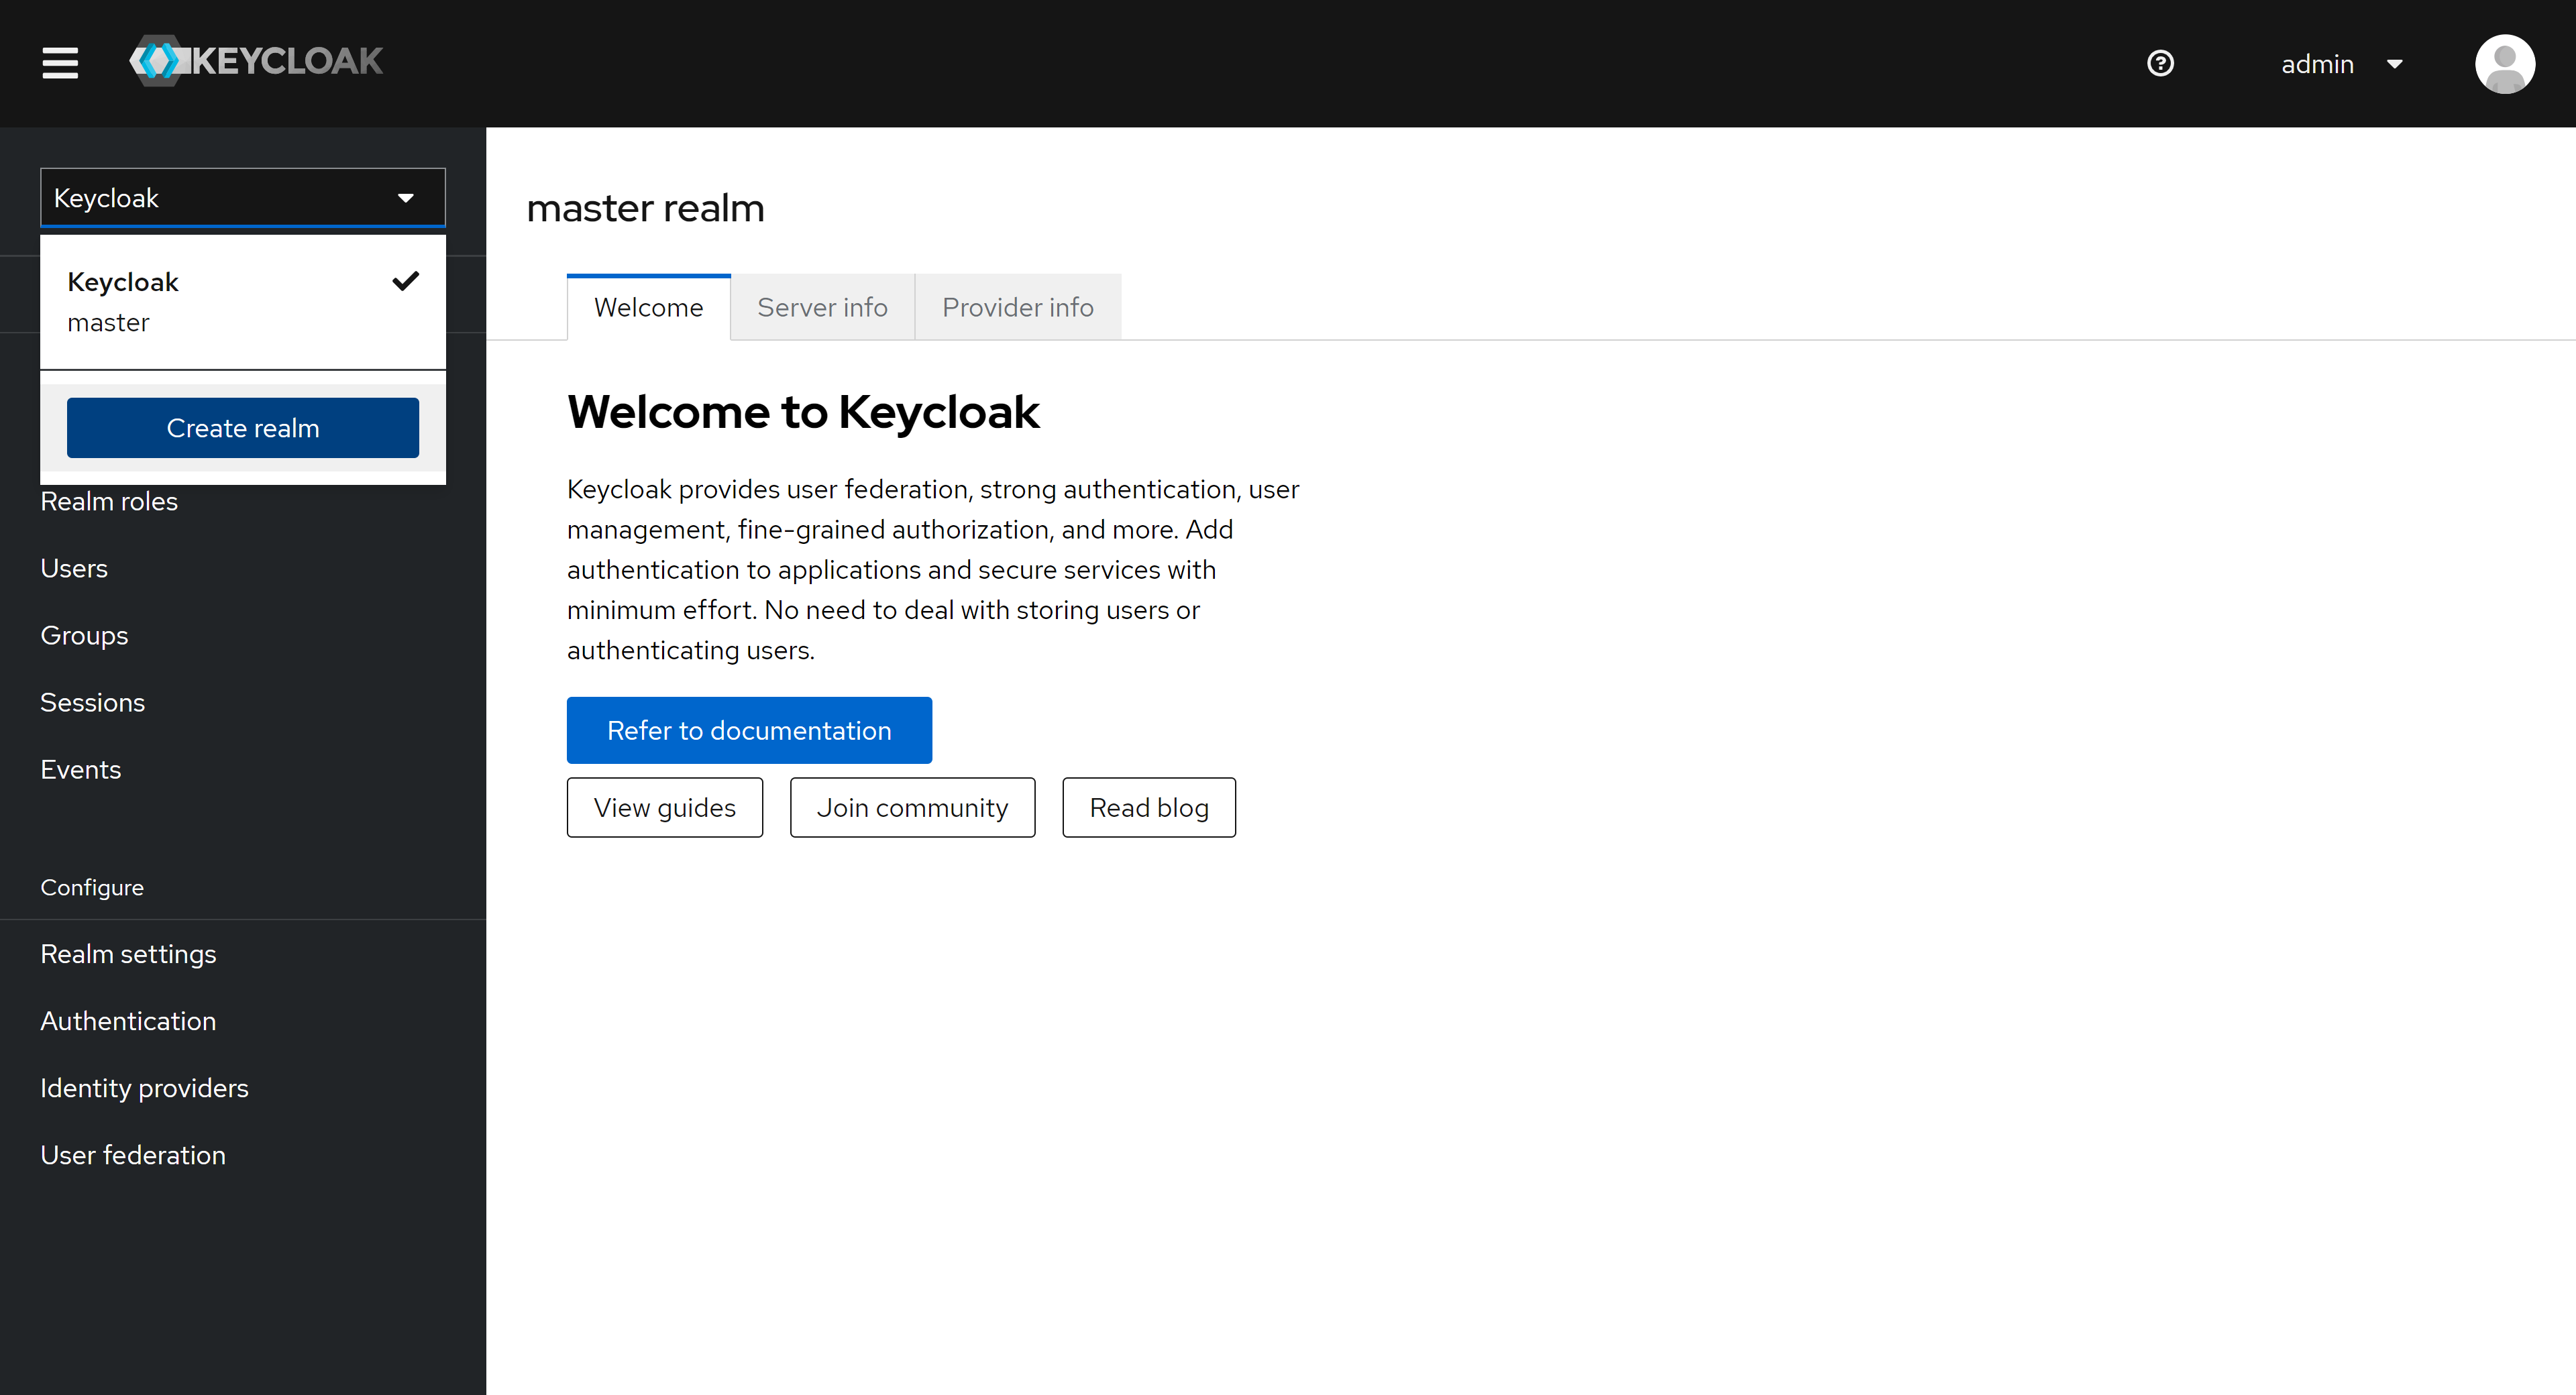 KEYCLOAK
admin
Keycloak
Keycloak
master
Create realm
Realm roles
Users
Groups
Sessions
Events
Configure
Realm settings
Authentication
Identity providers
User federation
master realm
Welcome
Server info
Provider info
Welcome to Keycloak
Keycloak provides user federation, strong authentication, user
management, fine-grained authorization, and more. Add
authentication to applications and secure services with
minimum effort. No need to deal with storing users or
authenticating users.
Refer to documentation
View guides
Join community
Read blog